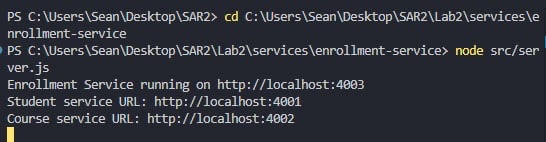 PS C:\Users\Sean\Desktop\SAR2> cd C:\Users\Sean\Desktop\SAR2\Lab2\services\e
nrollment-service
PS C:\Users\Sean\Desktop\SAR2\Lab2\services\enrollment-service> node src/ser
ver.js
Enrollment Service running on http://localhost:4003
Student service URL: http://localhost:4001
Course service URL: http://localhost:4002